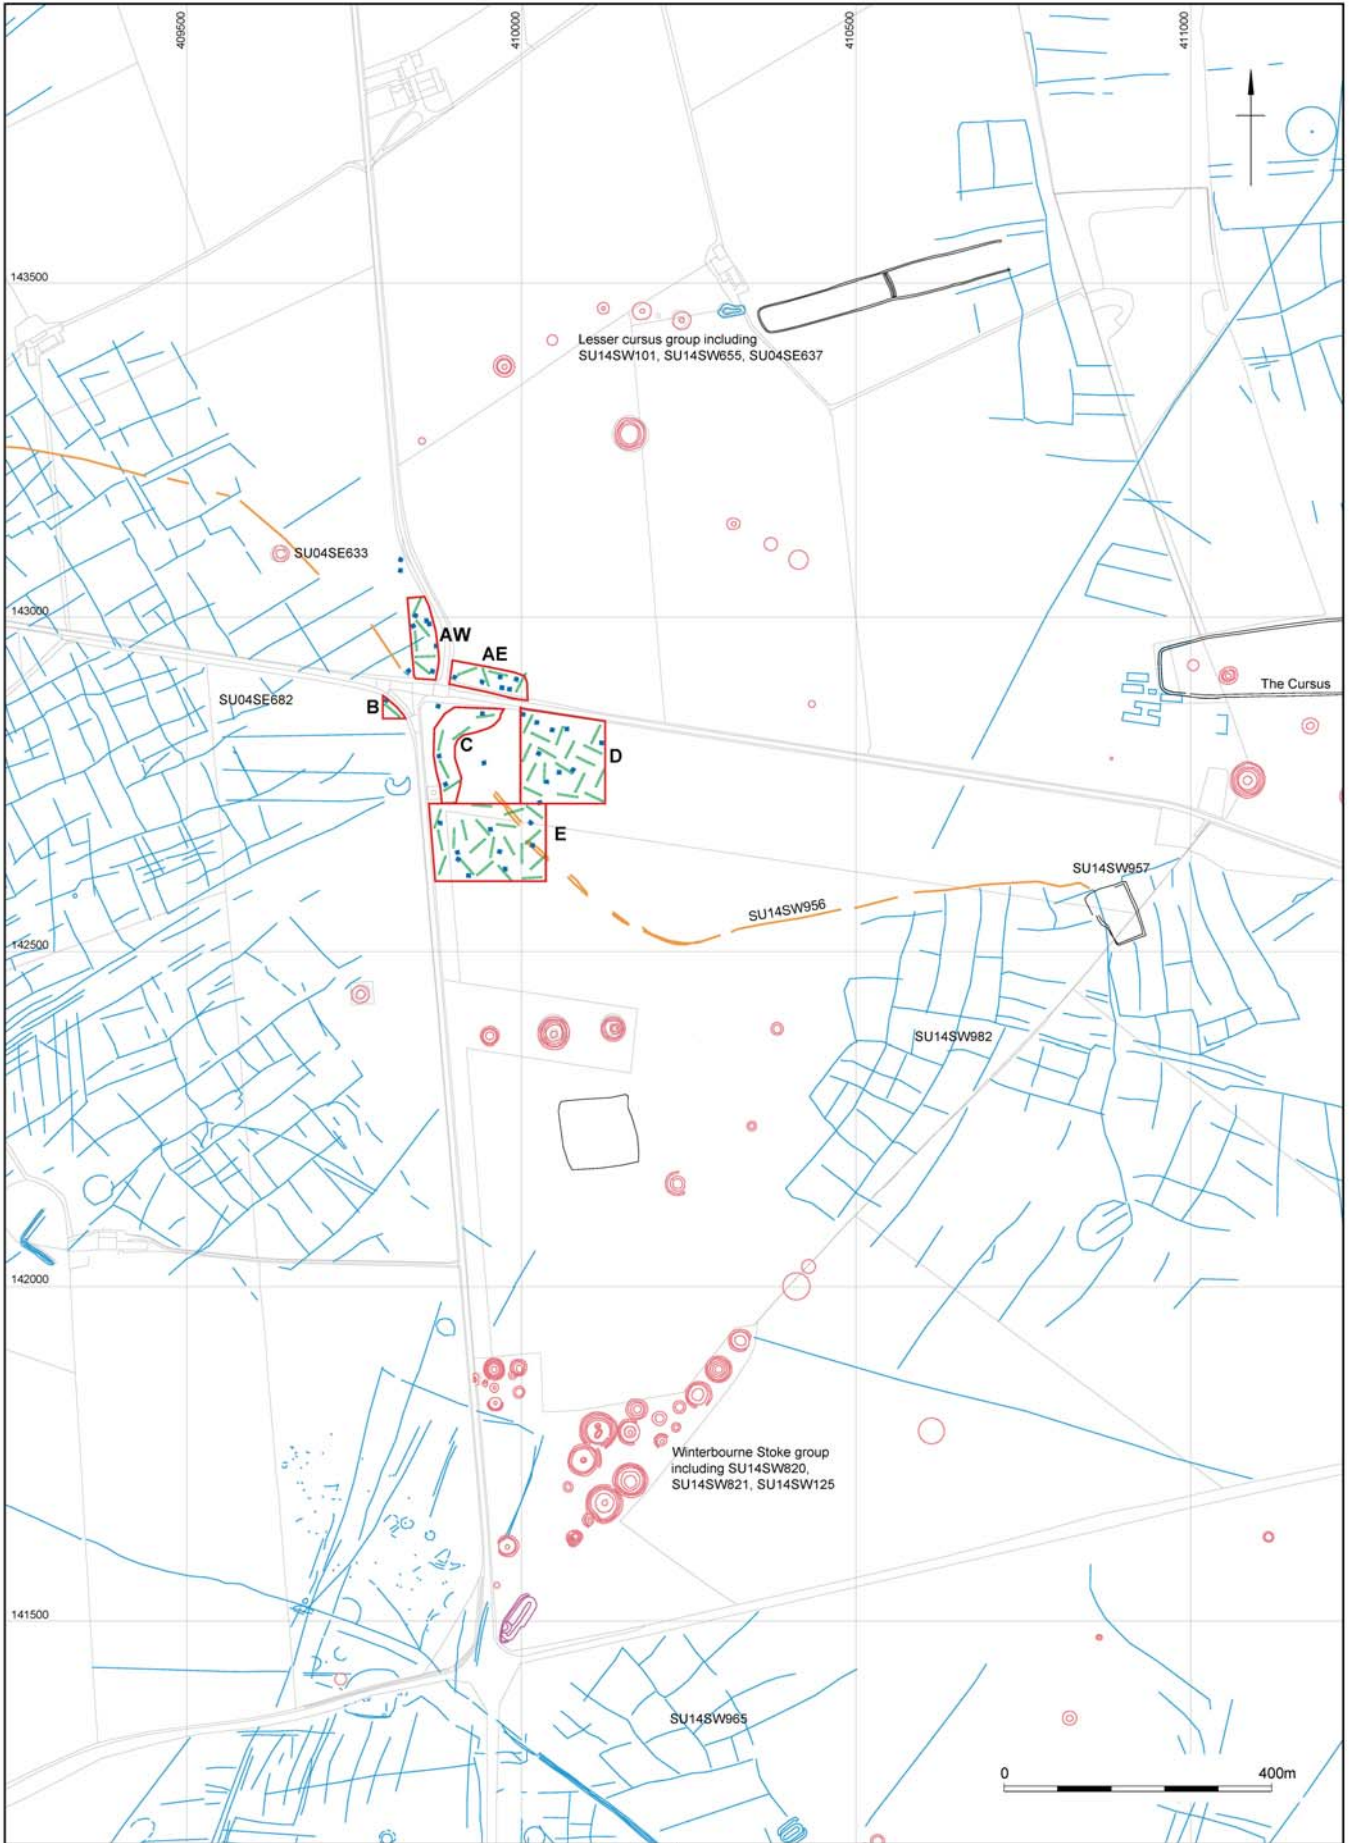 409500
410000
410500
411000
143500
Lesser cursus group including
SU14SW101, SU14SW655, SU04SE637
SU04SE633
143000
AW
AE
The Cursus
SU04SE682
B
C
D
E
SU14SW957
SU14SW956
142500
SU14SW982
142000
Winterbourne Stoke group
including SU14SW820,
SU14SW821, SU14SW125
141500
SU14SW965
0 400m